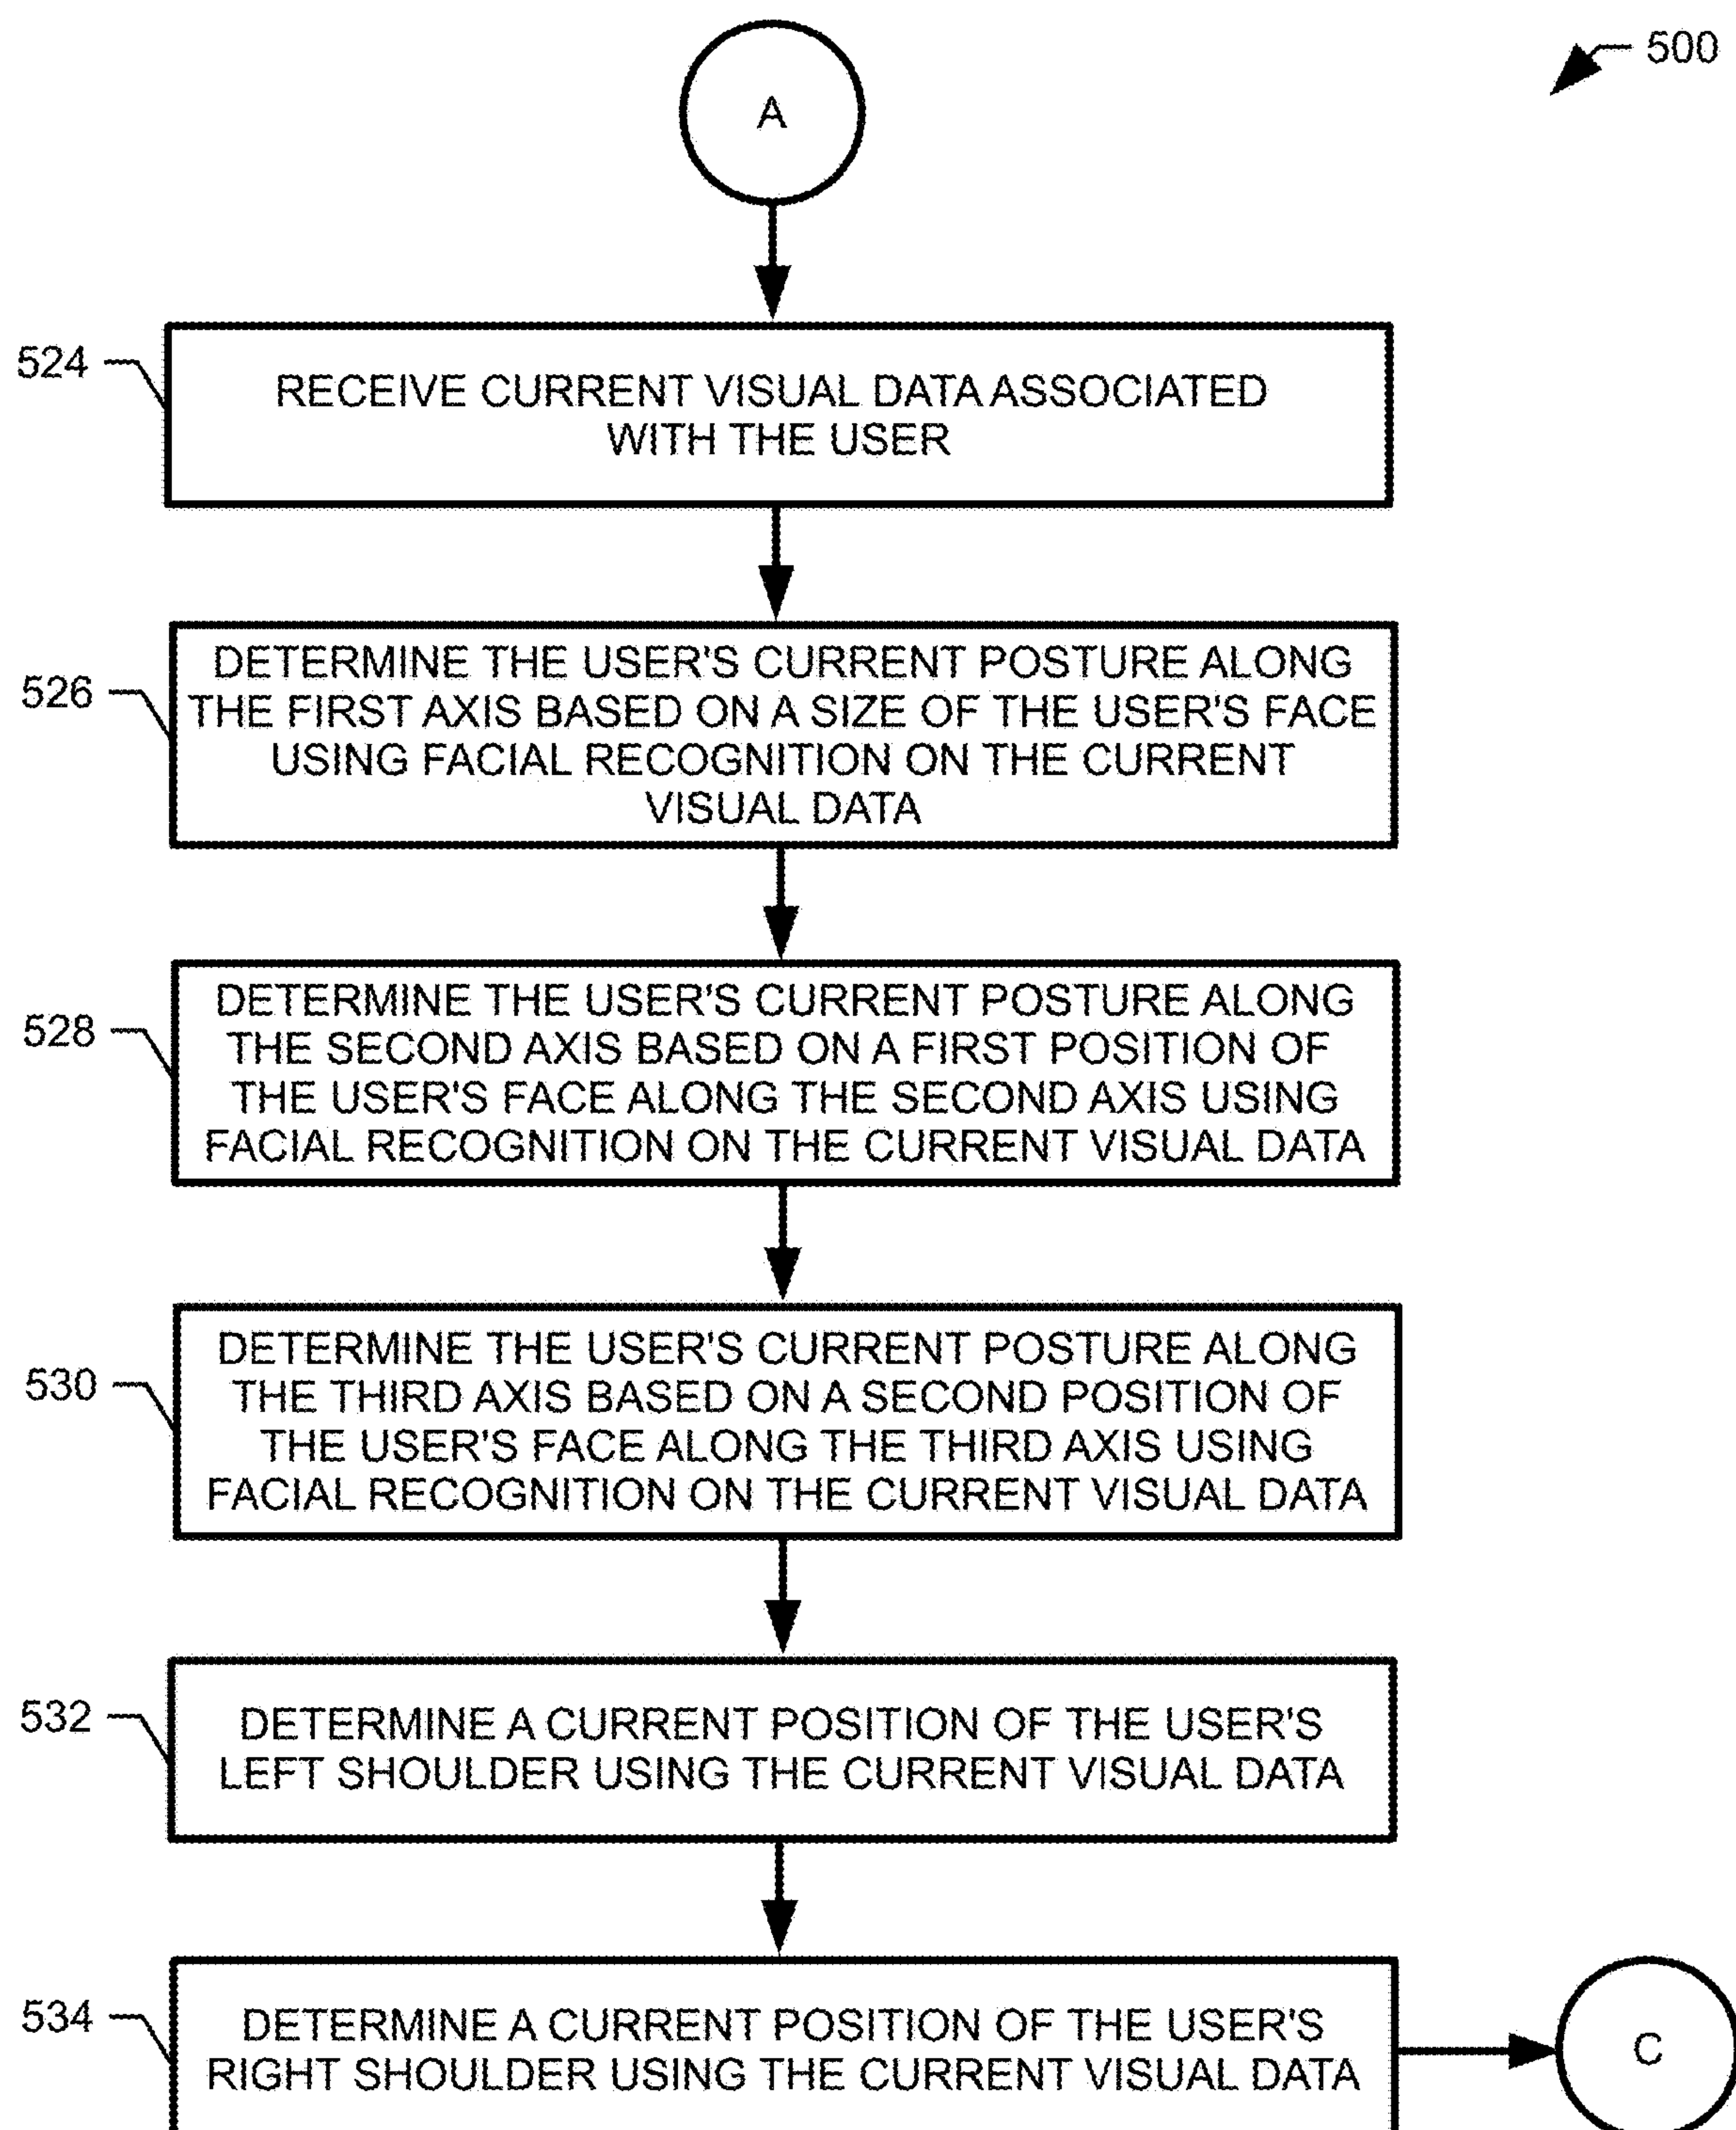 A
500
524
RECEIVE CURRENT VISUAL DATA ASSOCIATED
WITH THE USER
526
DETERMINE THE USER'S CURRENT POSTURE ALONG
THE FIRST AXIS BASED ON A SIZE OF THE USER'S FACE
USING FACIAL RECOGNITION ON THE CURRENT
VISUAL DATA
528
DETERMINE THE USER'S CURRENT POSTURE ALONG
THE SECOND AXIS BASED ON A FIRST POSITION OF
THE USER'S FACE ALONG THE SECOND AXIS USING
FACIAL RECOGNITION ON THE CURRENT VISUAL DATA
530
DETERMINE THE USER'S CURRENT POSTURE ALONG
THE THIRD AXIS BASED ON A SECOND POSITION OF
THE USER'S FACE ALONG THE THIRD AXIS USING
FACIAL RECOGNITION ON THE CURRENT VISUAL DATA
532
DETERMINE A CURRENT POSITION OF THE USER'S
LEFT SHOULDER USING THE CURRENT VISUAL DATA
534
DETERMINE A CURRENT POSITION OF THE USER'S
RIGHT SHOULDER USING THE CURRENT VISUAL DATA
C